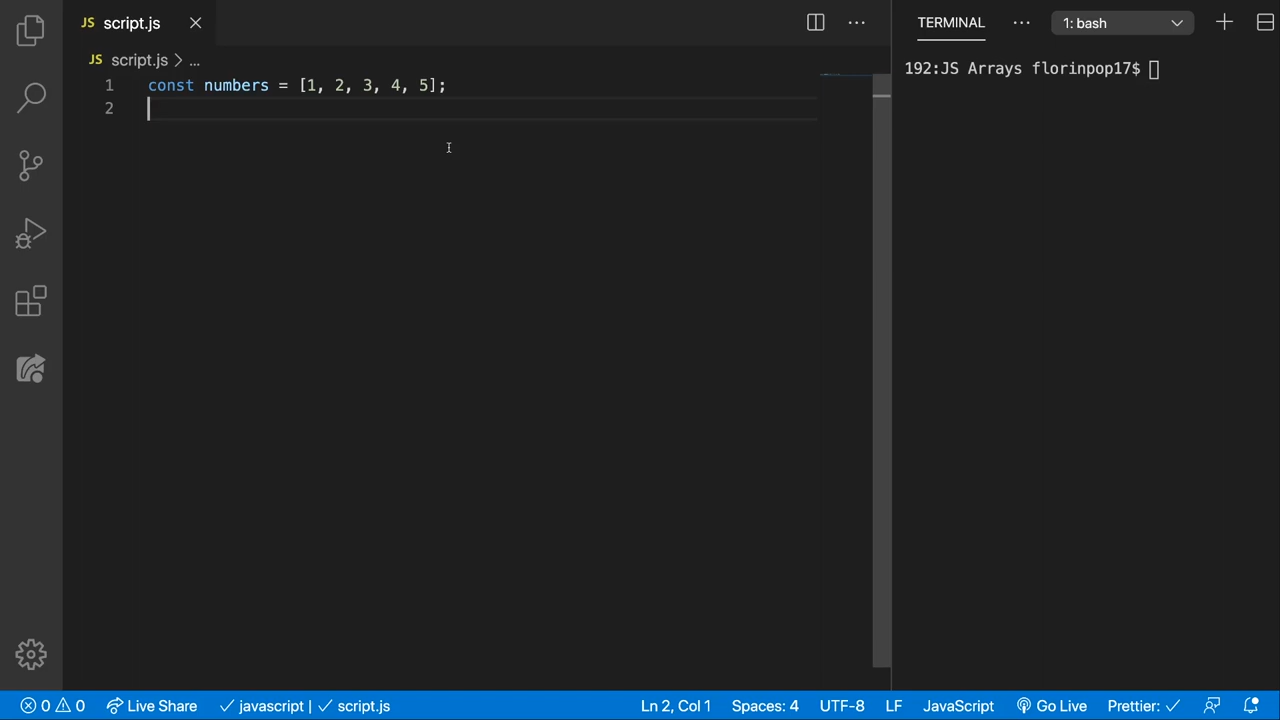 JS script.js
TERMINAL
1: bash
JS script.js > ...
192:JS Arrays florinpop17$
1 const numbers = [1, 2, 3, 4, 5];
2
0 0 Live Share javascript | script.js Ln 2, Col 1 Spaces: 4 UTF-8 LF JavaScript Go Live Prettier: